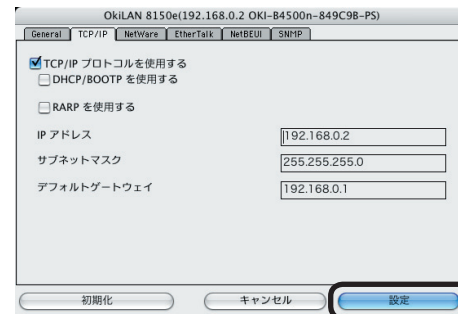 OkiLAN 8150e(192.168.0.2 OKI-B4500n-849C9B-PS)
General TCP/IP NetWare EtherTalk NetBEUI SNMP
TCP/IP プロトコルを使用する
DHCP/BOOTP を使用する
RARP を使用する
IP アドレス 192.168.0.2
サブネットマスク 255.255.255.0
デフォルトゲートウェイ 192.168.0.1
初期化 キャンセル 設定